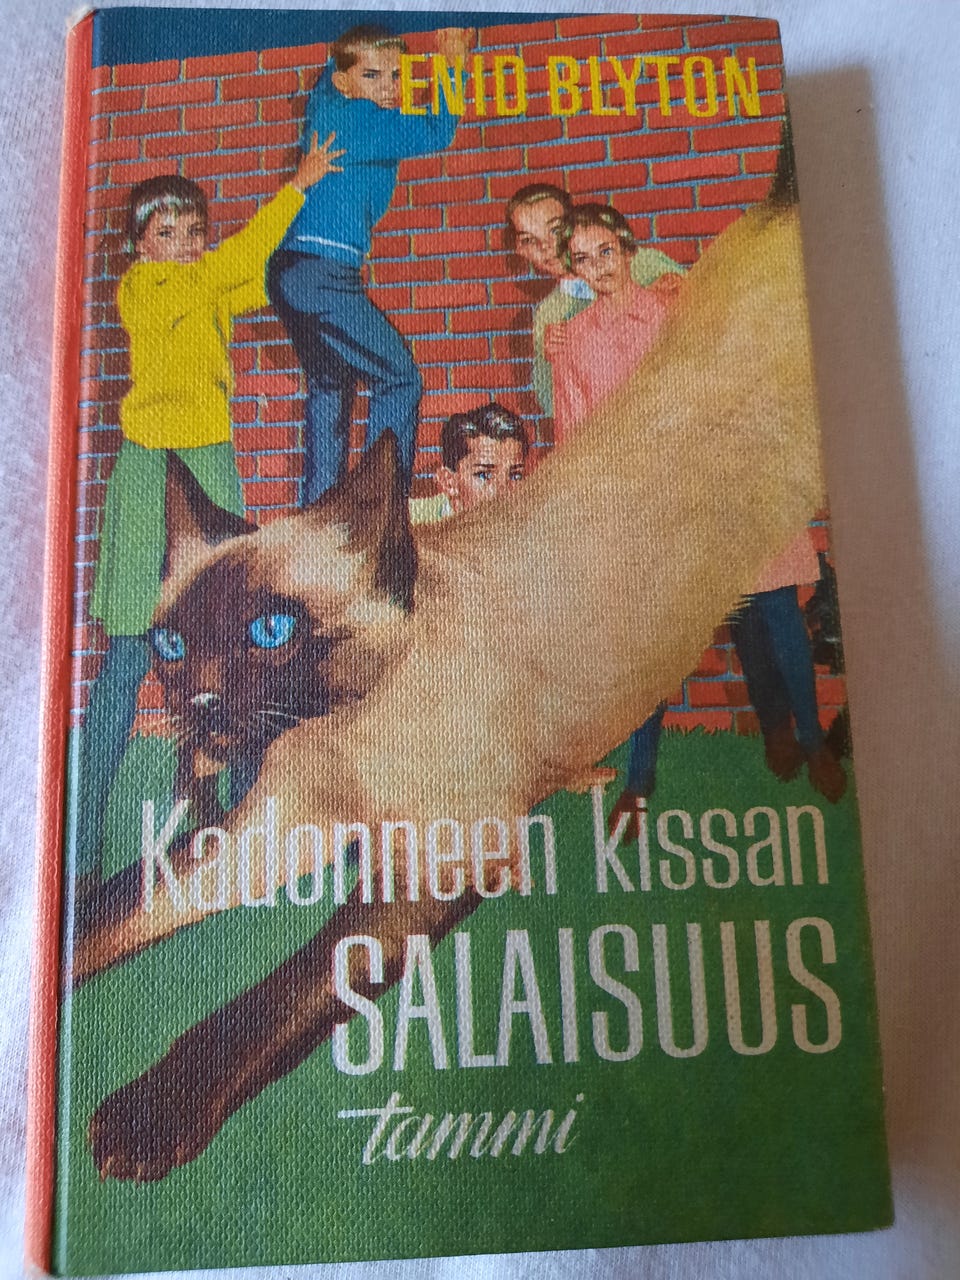 ENID BLYTON
Kadonneen kissan
SALAISUUS
tammi